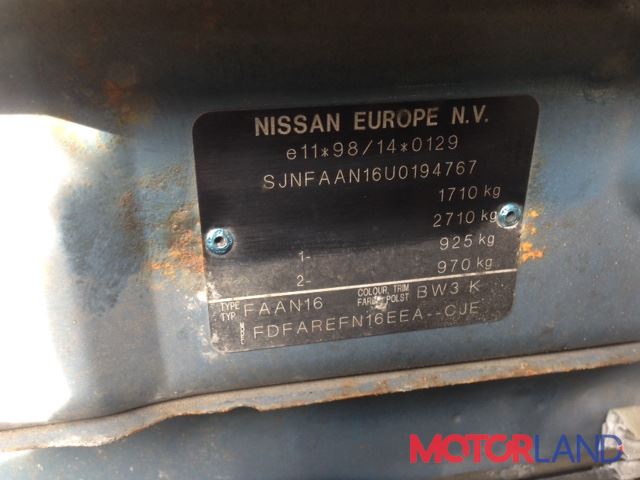 NISSAN EUROPE N.V.
e11*98/14*0129
SJNFAAN16U0194767
1710 kg
2710 kg
1- 925 kg
2- 970 kg
TYPE TYP FAAN16 COLOUR, TRIM FARBE, POLST BW3 K
FDFAREFN16EEA--CJE
MOTORLAND